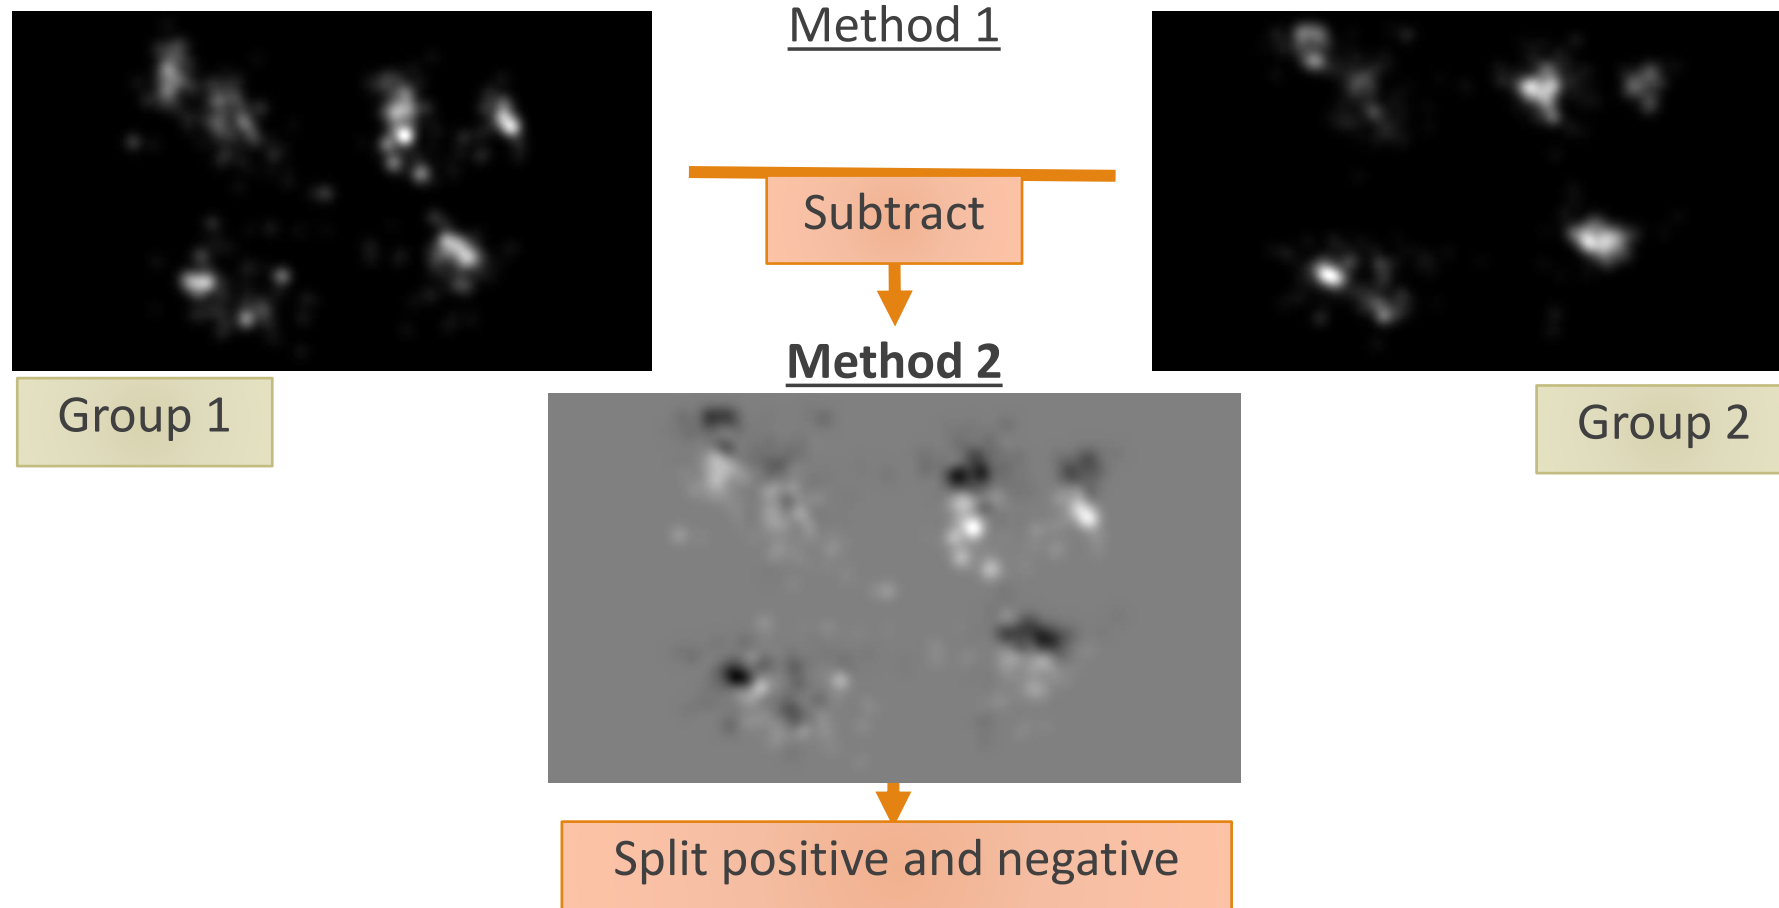 Method 1
Subtract
Method 2
Group 1
Group 2
Split positive and negative